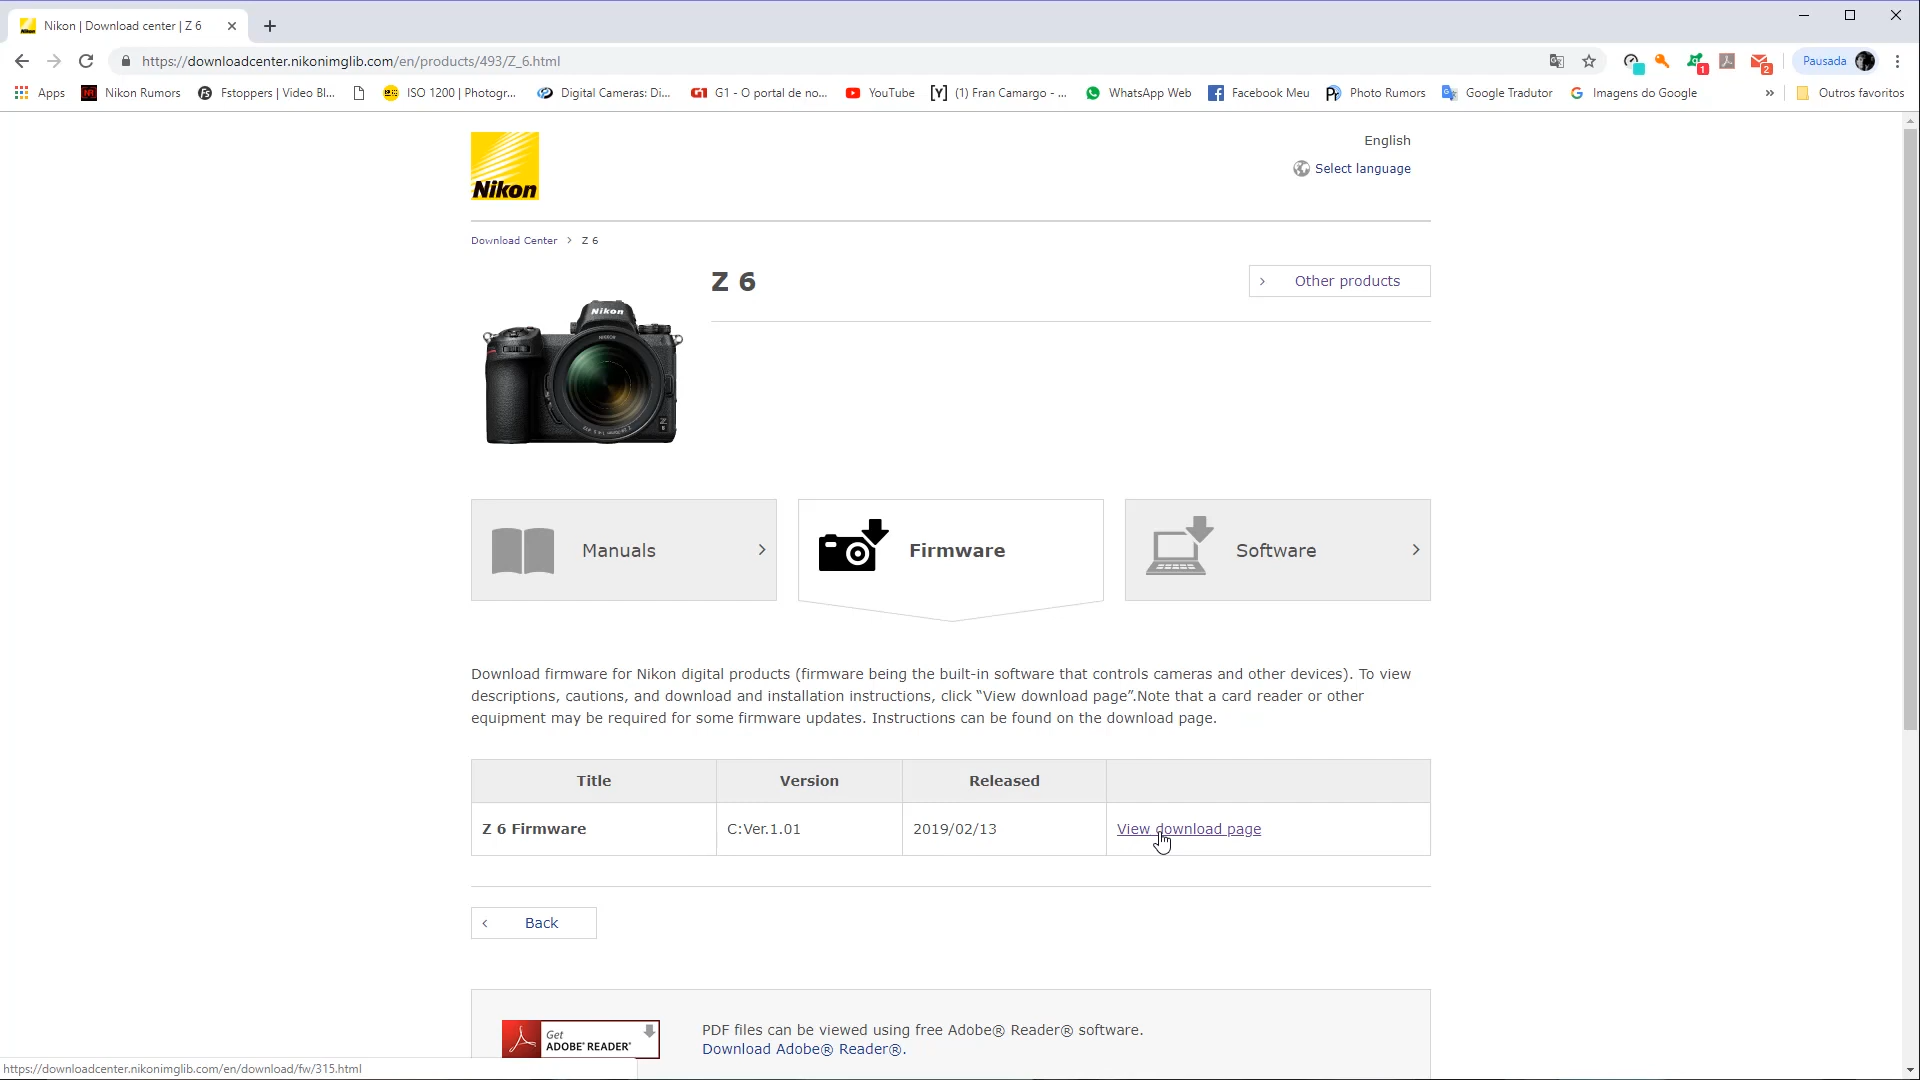 Nikon | Download center | Z 6
https://downloadcenter.nikonimglib.com/en/products/493/Z_6.html
1
2
Pausada
Apps
Nikon Rumors
Fstoppers | Video Bl...
ISO 1200 | Photogr...
Digital Cameras: Di...
G1 - O portal de no...
YouTube
(1) Fran Camargo - ...
WhatsApp Web
Facebook Meu
Photo Rumors
Google Tradutor
Imagens do Google
»
Outros favoritos
Nikon
English
Select language
Download Center > Z 6
Z 6
> Other products
Nikon
Manuals >
Firmware
Software >
Download firmware for Nikon digital products (firmware being the built-in software that controls cameras and other devices). To view
descriptions, cautions, and download and installation instructions, click “View download page”.Note that a card reader or other
equipment may be required for some firmware updates. Instructions can be found on the download page.
Title Version Released
Z 6 Firmware C:Ver.1.01 2019/02/13 View download page
< Back
Get
ADOBE® READER®
PDF files can be viewed using free Adobe® Reader® software.
Download Adobe® Reader®.
https://downloadcenter.nikonimglib.com/en/download/fw/315.html